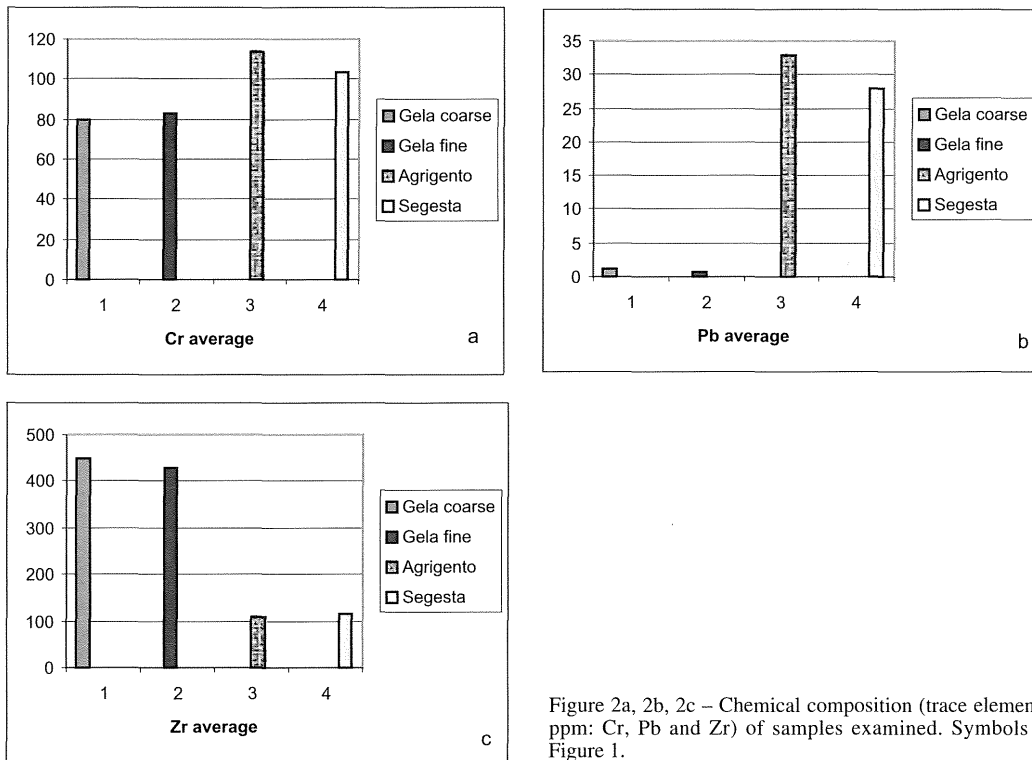 120
100
80
60
40
20
0
1 2 3 4
Cr average
a
Gela coarse
Gela fine
Agrigento
Segesta
35
30
25
20
15
10
5
0
1 2 3 4
Pb average
b
Gela coarse
Gela fine
Agrigento
Segesta
500
400
300
200
100
0
1 2 3 4
Zr average
c
Gela coarse
Gela fine
Agrigento
Segesta
Figure 2a, 2b, 2c – Chemical composition (trace elemen
ppm: Cr, Pb and Zr) of samples examined. Symbols
Figure 1.